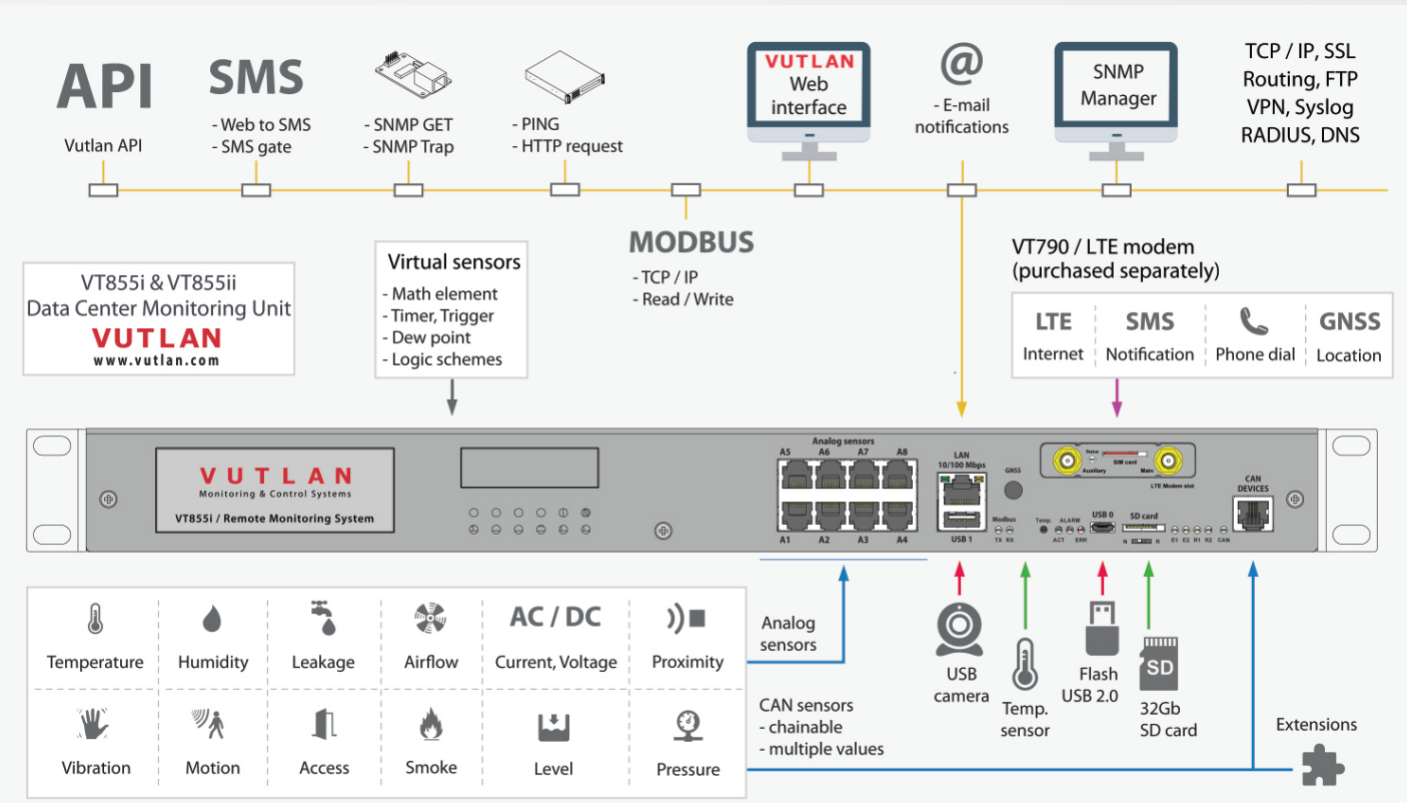 API
Vutlan API
SMS
- Web to SMS
- SMS gate
- SNMP GET
- SNMP Trap
- PING
- HTTP request
VUTLAN
Web
interface
@
- E-mail
notifications
SNMP
Manager
TCP / IP, SSL
Routing, FTP
VPN, Syslog
RADIUS, DNS
MODBUS
- TCP / IP
- Read / Write
VT855i & VT855ii
Data Center Monitoring Unit
VUTLAN
www.vutlan.com
Virtual sensors
- Math element
- Timer, Trigger
- Dew point
- Logic schemes
VT790 / LTE modem
(purchased separately)
LTE
Internet
SMS
Notification
Phone dial
GNSS
Location
VUTLAN
Monitoring & Control Systems
VT855i / Remote Monitoring System
Analog sensors
A5 A6 A7 A8
A1 A2 A3 A4
LAN
10/100 Mbps
USB 1
GNSS
Modbus
TX RX
Status
SIM card
Auxiliary
Main
LTE Modem slot
Temp.
ALARM
ACT ERR
USB 0
SD card
N R
E1 E2 R1 R2 CAN
CAN
DEVICES
Temperature
Humidity
Leakage
Airflow
AC / DC
Current, Voltage
Proximity
Vibration
Motion
Access
Smoke
Level
Pressure
Analog
sensors
CAN sensors
- chainable
- multiple values
USB
camera
Temp.
sensor
Flash
USB 2.0
SD
32Gb
SD card
Extensions